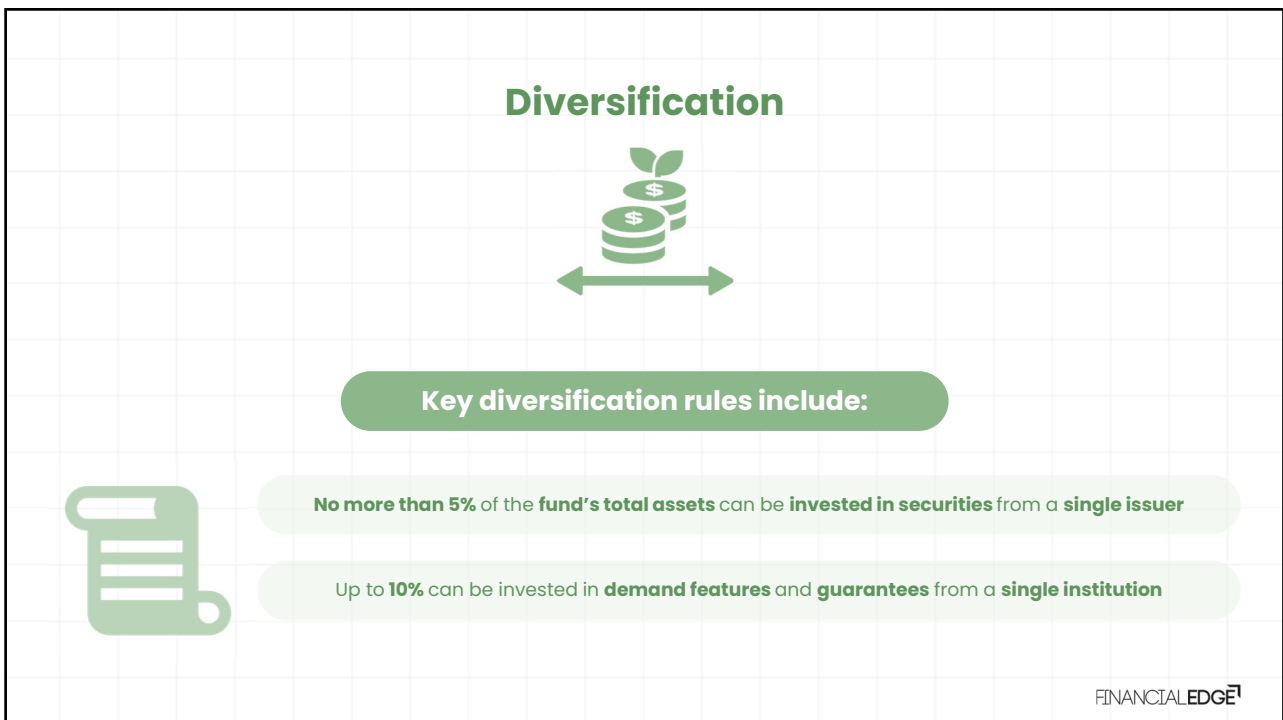 Diversification
$
$
Key diversification rules include:
No more than 5% of the fund’s total assets can be invested in securities from a single issuer
Up to 10% can be invested in demand features and guarantees from a single institution
FINANCIALEDGE